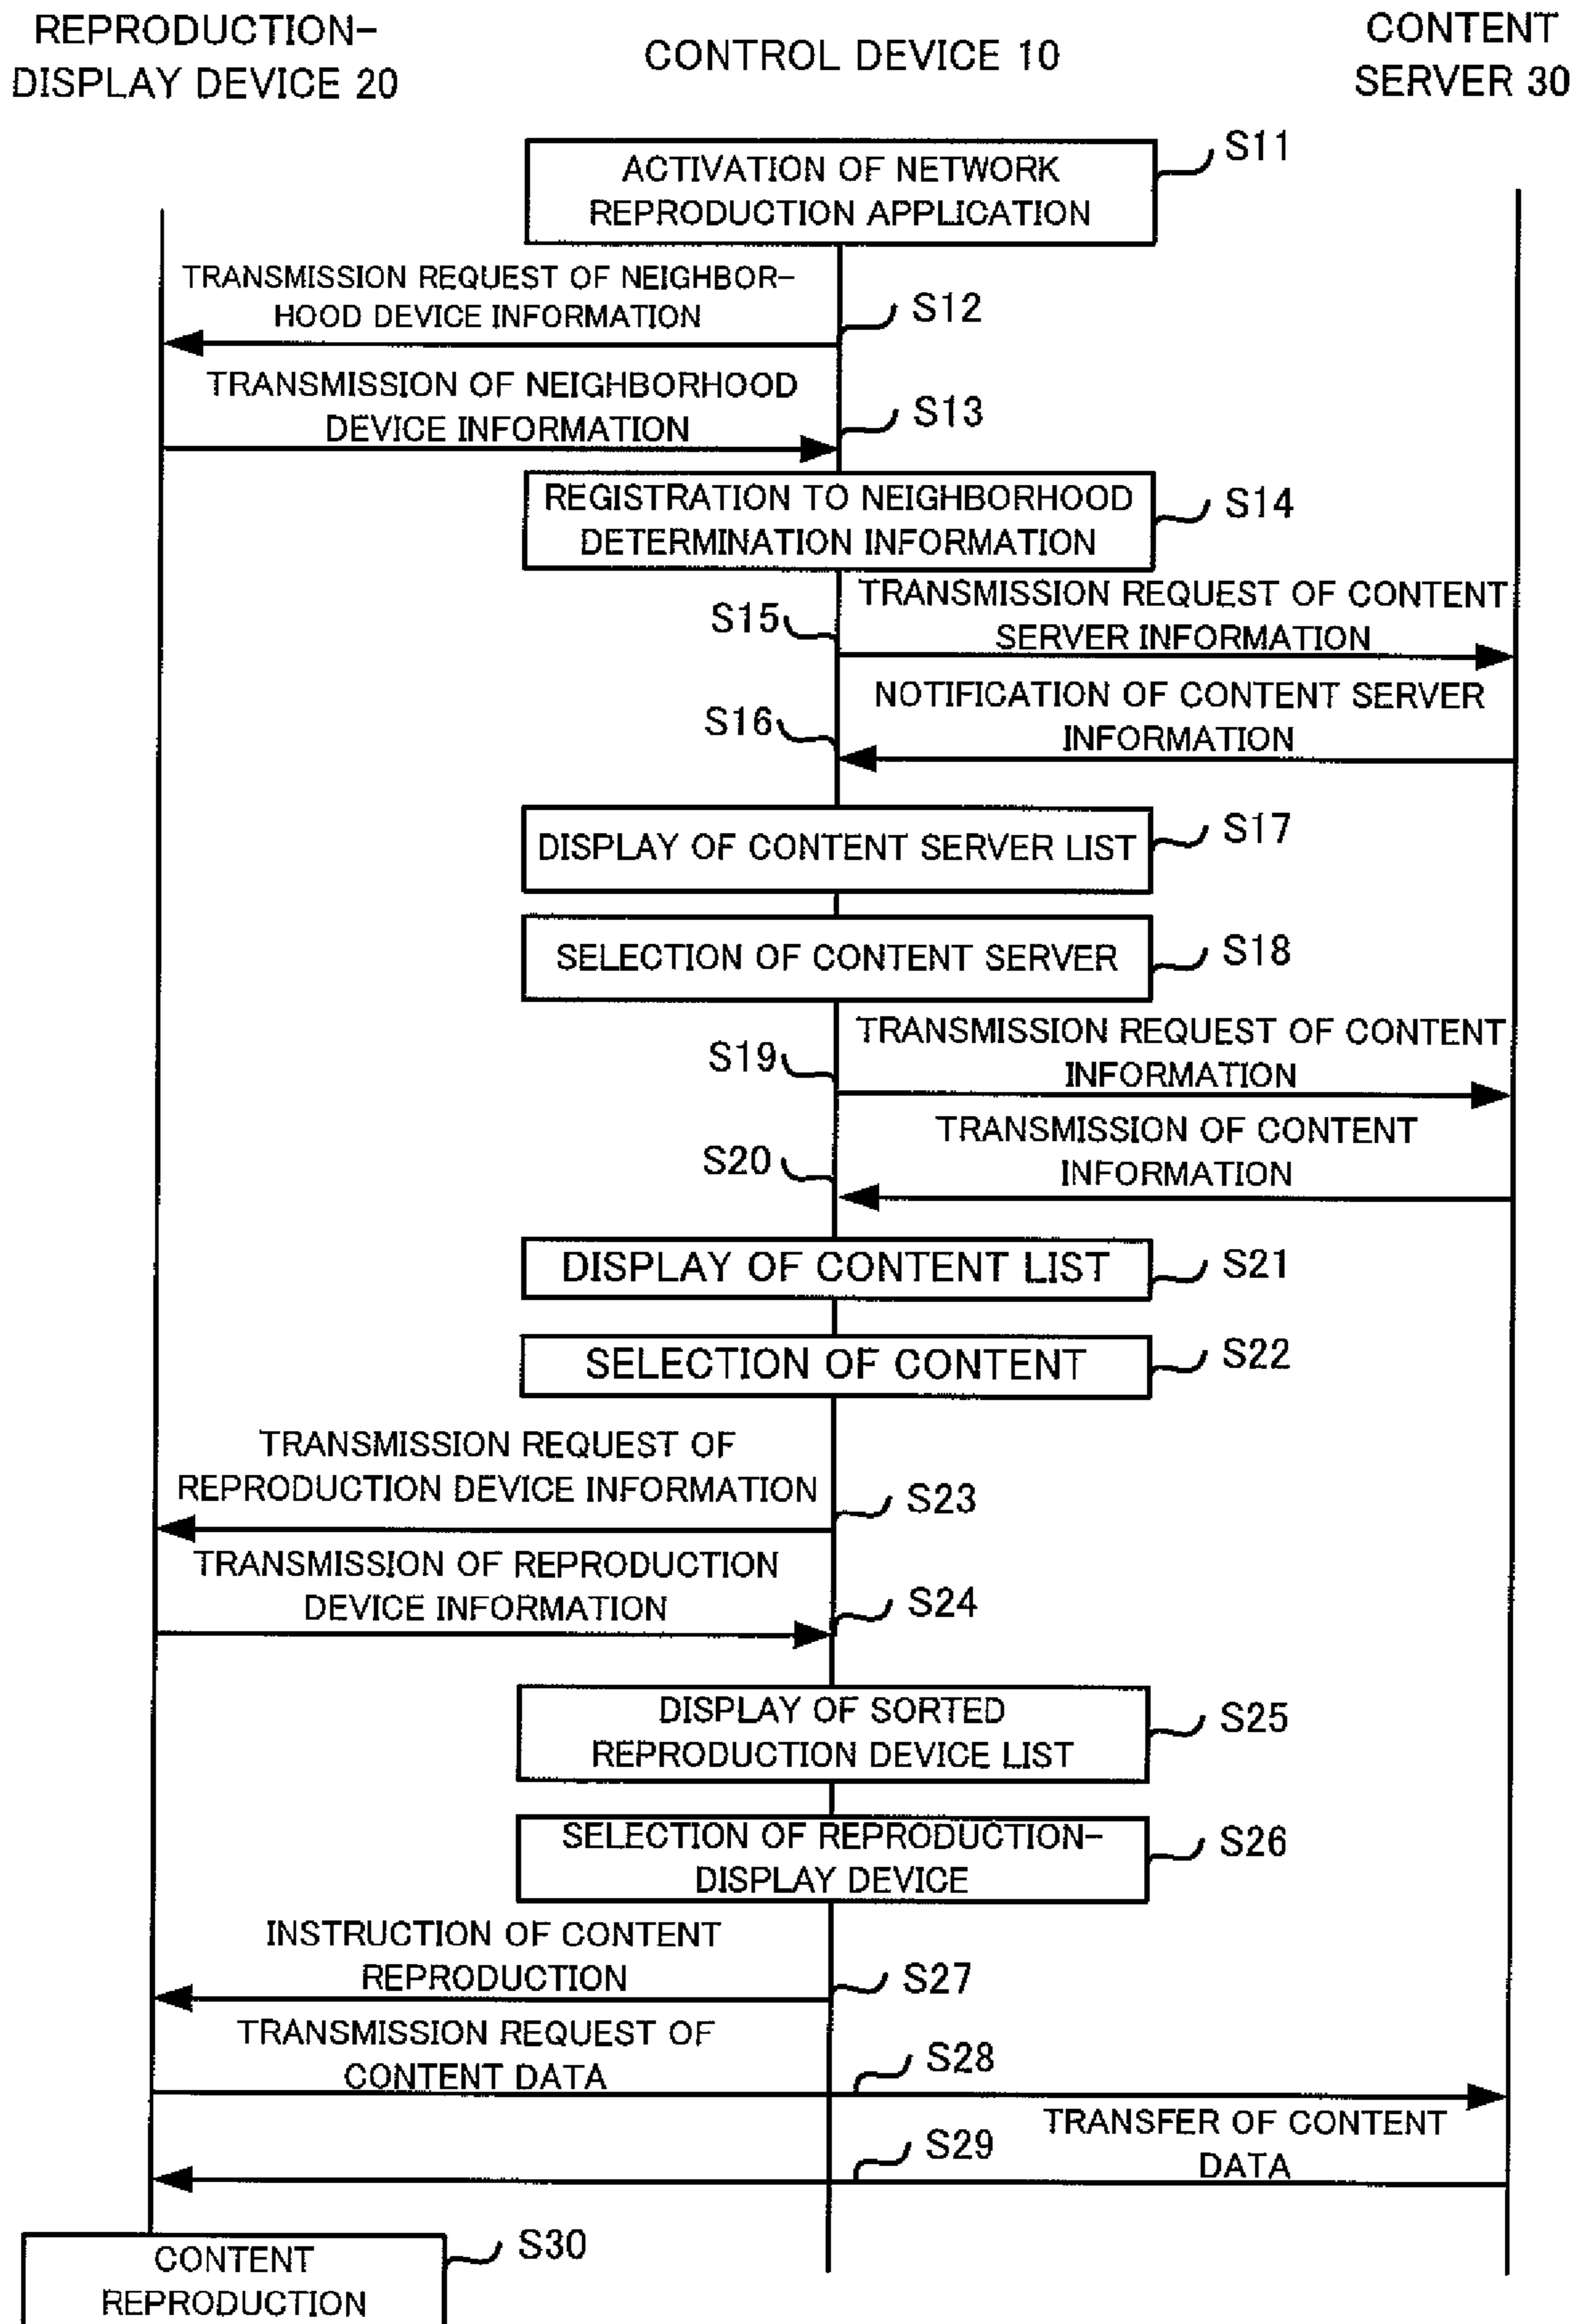 REPRODUCTION-
DISPLAY DEVICE 20
CONTROL DEVICE 10
CONTENT
SERVER 30
ACTIVATION OF NETWORK
REPRODUCTION APPLICATION
S11
TRANSMISSION REQUEST OF NEIGHBOR-
HOOD DEVICE INFORMATION
S12
TRANSMISSION OF NEIGHBORHOOD
DEVICE INFORMATION
S13
REGISTRATION TO NEIGHBORHOOD
DETERMINATION INFORMATION
S14
TRANSMISSION REQUEST OF CONTENT
SERVER INFORMATION
S15
NOTIFICATION OF CONTENT SERVER
INFORMATION
S16
DISPLAY OF CONTENT SERVER LIST
S17
SELECTION OF CONTENT SERVER
S18
TRANSMISSION REQUEST OF CONTENT
INFORMATION
S19
TRANSMISSION OF CONTENT
INFORMATION
S20
DISPLAY OF CONTENT LIST
S21
SELECTION OF CONTENT
S22
TRANSMISSION REQUEST OF
REPRODUCTION DEVICE INFORMATION
S23
TRANSMISSION OF REPRODUCTION
DEVICE INFORMATION
S24
DISPLAY OF SORTED
REPRODUCTION DEVICE LIST
S25
SELECTION OF REPRODUCTION-
DISPLAY DEVICE
S26
INSTRUCTION OF CONTENT
REPRODUCTION
S27
TRANSMISSION REQUEST OF
CONTENT DATA
S28
TRANSFER OF CONTENT
DATA
S29
CONTENT
REPRODUCTION
S30